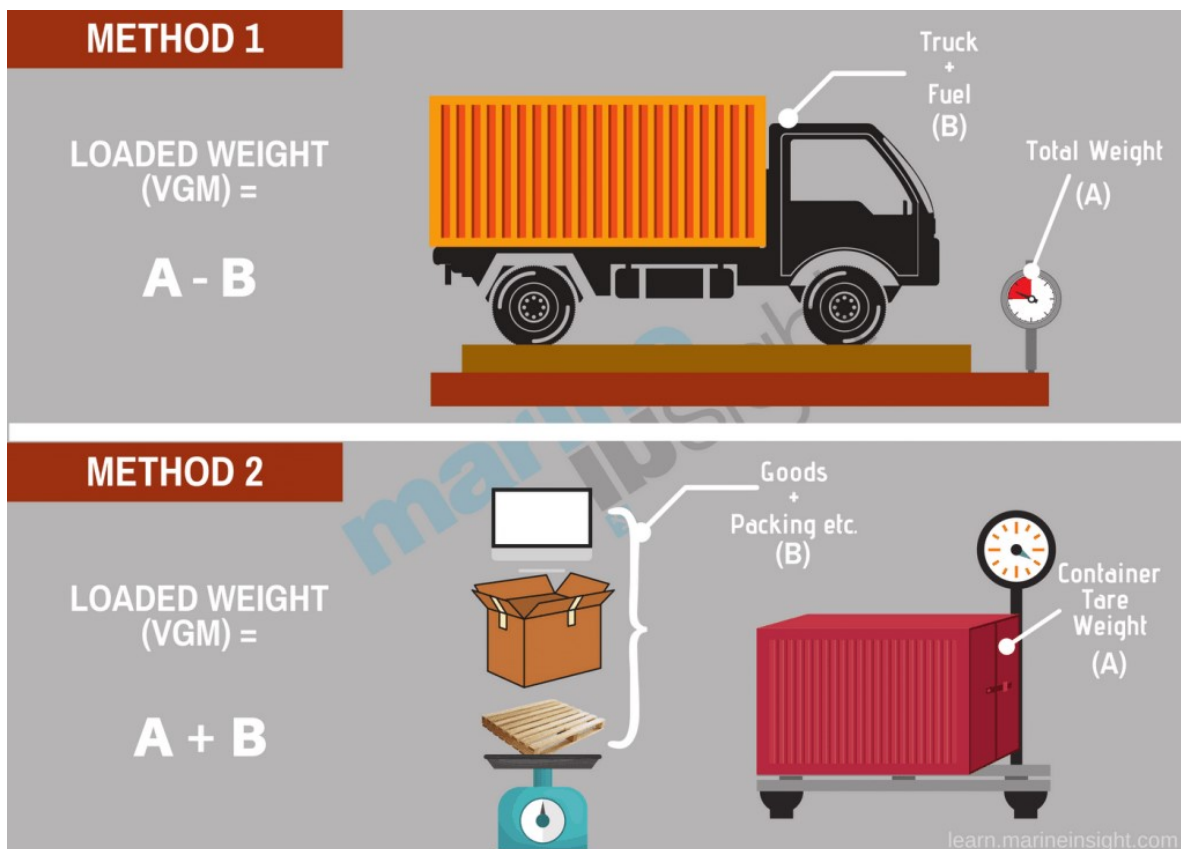 METHOD 1
LOADED WEIGHT
(VGM) =
A - B
Truck
+
Fuel
(B)
Total Weight
(A)
METHOD 2
LOADED WEIGHT
(VGM) =
A + B
Goods
+
Packing etc.
(B)
Container
Tare
Weight
(A)
marine
learn.marineinsight.com